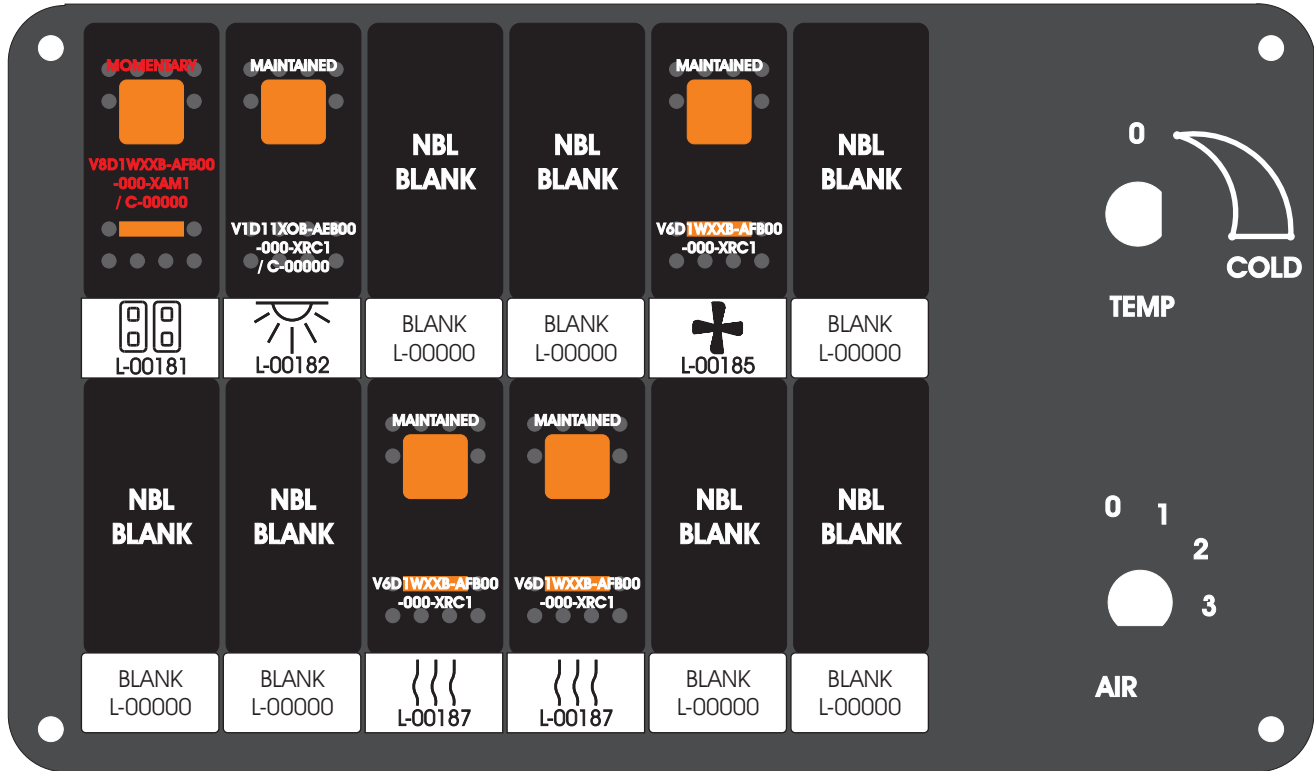 MOMENTARY
V8D1WXXB-AFB00
-000-XAM1
/ C-00000
MAINTAINED
V1D11XOB-AEB00
-000-XRC1
/ C-00000
NBL
BLANK
NBL
BLANK
MAINTAINED
V6D1WXXB-AFB00
-000-XRC1
NBL
BLANK
L-00181
L-00182
BLANK
L-00000
BLANK
L-00000
L-00185
BLANK
L-00000
0
COLD
TEMP
NBL
BLANK
NBL
BLANK
MAINTAINED
V6D1WXXB-AFB00
-000-XRC1
MAINTAINED
V6D1WXXB-AFB00
-000-XRC1
NBL
BLANK
NBL
BLANK
BLANK
L-00000
BLANK
L-00000
L-00187
L-00187
BLANK
L-00000
BLANK
L-00000
0
1
2
3
AIR